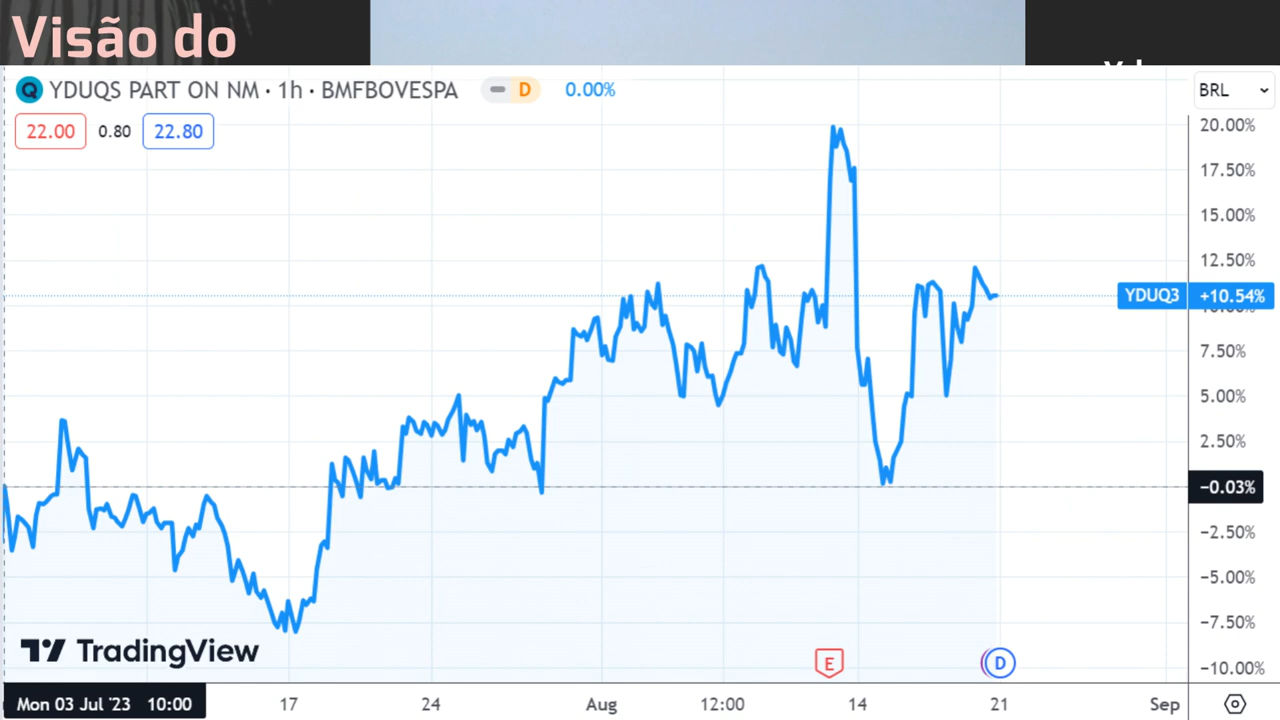 Visão do
YDUQS PART ON NM · 1h · BMFBOVESPA
D
0.00%
BRL
22.00
0.80
22.80
20.00%
17.50%
15.00%
12.50%
YDUQ3
+10.54%
10.00%
7.50%
5.00%
2.50%
−0.03%
−2.50%
−5.00%
−7.50%
−10.00%
TradingView
E
D
Mon 03 Jul '23 10:00
17
24
Aug
12:00
14
21
Sep